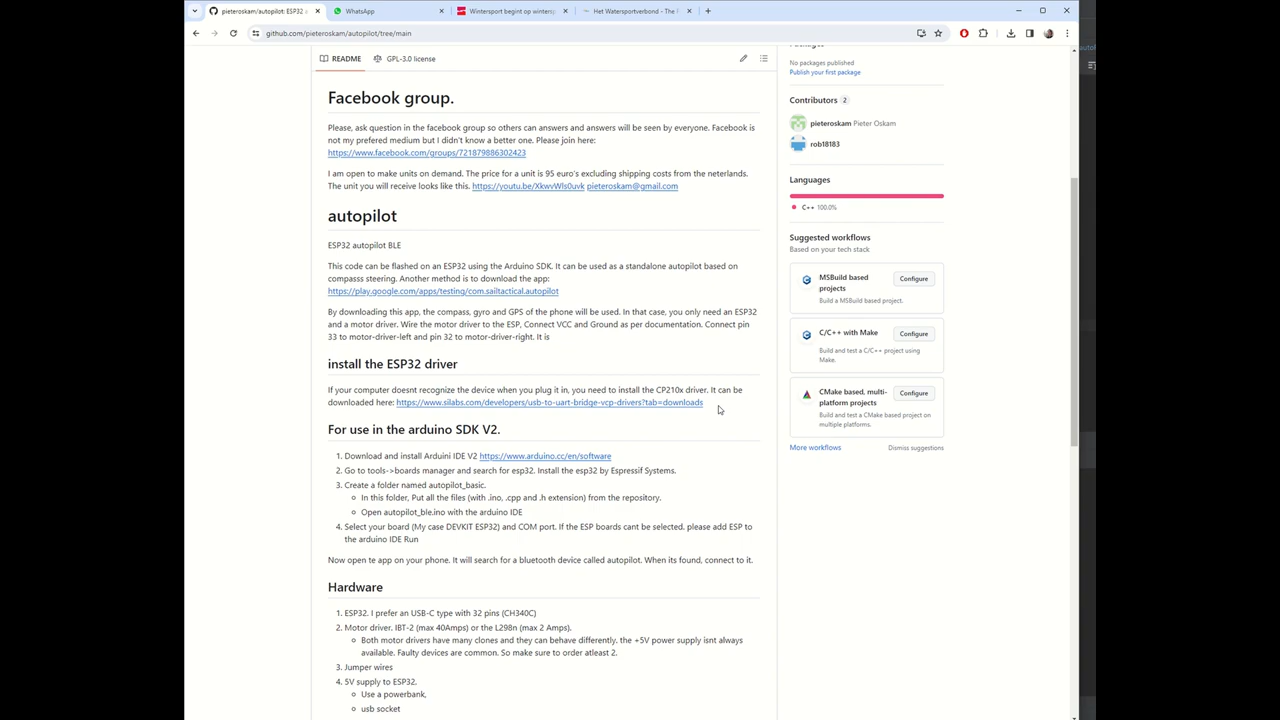 pieteroskam/autopilot: ESP32 a
WhatsApp
Wintersport begint op wintersp
Het Watersportverbond - The F
github.com/pieteroskam/autopilot/tree/main
README
GPL-3.0 license
Facebook group.
Please, ask question in the facebook group so others can answers and answers will be seen by everyone. Facebook is
not my prefered medium but I didn't know a better one. Please join here:
https://www.facebook.com/groups/721879886302423
I am open to make units on demand. The price for a unit is 95 euro's excluding shipping costs from the neterlands.
The unit you will receive looks like this. https://youtu.be/XkwvWls0uvk pieteroskam@gmail.com
autopilot
ESP32 autopilot BLE
This code can be flashed on an ESP32 using the Arduino SDK. It can be used as a standalone autopilot based on
compasss steering. Another method is to download the app:
https://play.google.com/apps/testing/com.sailtactical.autopilot
By downloading this app, the compass, gyro and GPS of the phone will be used. In that case, you only need an ESP32
and a motor driver. Wire the motor driver to the ESP, Connect VCC and Ground as per documentation. Connect pin
33 to motor-driver-left and pin 32 to motor-driver-right. It is
install the ESP32 driver
If your computer doesnt recognize the device when you plug it in, you need to install the CP210x driver. It can be
downloaded here: https://www.silabs.com/developers/usb-to-uart-bridge-vcp-drivers?tab=downloads
For use in the arduino SDK V2.
1. Download and install Arduini IDE V2 https://www.arduino.cc/en/software
2. Go to tools->boards manager and search for esp32. Install the esp32 by Espressif Systems.
3. Create a folder named autopilot_basic.
In this folder, Put all the files (with .ino, .cpp and .h extension) from the repository.
Open autopilot_ble.ino with the arduino IDE
4. Select your board (My case DEVKIT ESP32) and COM port. If the ESP boards cant be selected. please add ESP to
the arduino IDE Run
Now open te app on your phone. It will search for a bluetooth device called autopilot. When its found, connect to it.
Hardware
1. ESP32. I prefer an USB-C type with 32 pins (CH340C)
2. Motor driver. IBT-2 (max 40Amps) or the L298n (max 2 Amps).
Both motor drivers have many clones and they can behave differently. the +5V power supply isnt always
available. Faulty devices are common. So make sure to order atleast 2.
3. Jumper wires
4. 5V supply to ESP32,
Use a powerbank,
usb socket
Packages
No packages published
Publish your first package
Contributors 2
pieteroskam Pieter Oskam
rob18183
Languages
C++ 100.0%
Suggested workflows
Based on your tech stack
MSBuild based
projects
Configure
Build a MSBuild based project.
C/C++ with Make
Configure
Build and test a C/C++ project using
Make.
CMake based, multi-
platform projects
Configure
Build and test a CMake based project on
multiple platforms.
More workflows
Dismiss suggestions